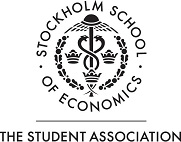 STOCKHOLM SCHOOL
OF ECONOMICS
THE STUDENT ASSOCIATION